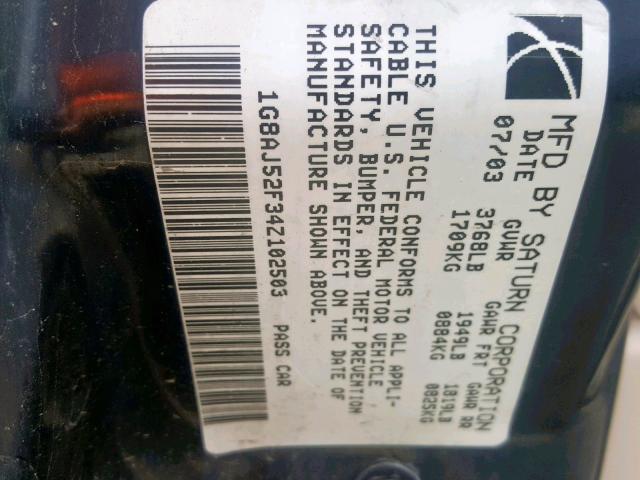 MFD BY SATURN CORPORATION
DATE GVWR GAWR FRT GAWR RR
07/03 3768LB 1949LB 1819LB
1709KG 0884KG 0825KG
THIS VEHICLE CONFORMS TO ALL APPLI-
CABLE U.S. FEDERAL MOTOR VEHICLE
SAFETY, BUMPER, AND THEFT PREVENTION
STANDARDS IN EFFECT ON THE DATE OF
MANUFACTURE SHOWN ABOVE.
1G8AJ52F34Z102503 PASS CAR